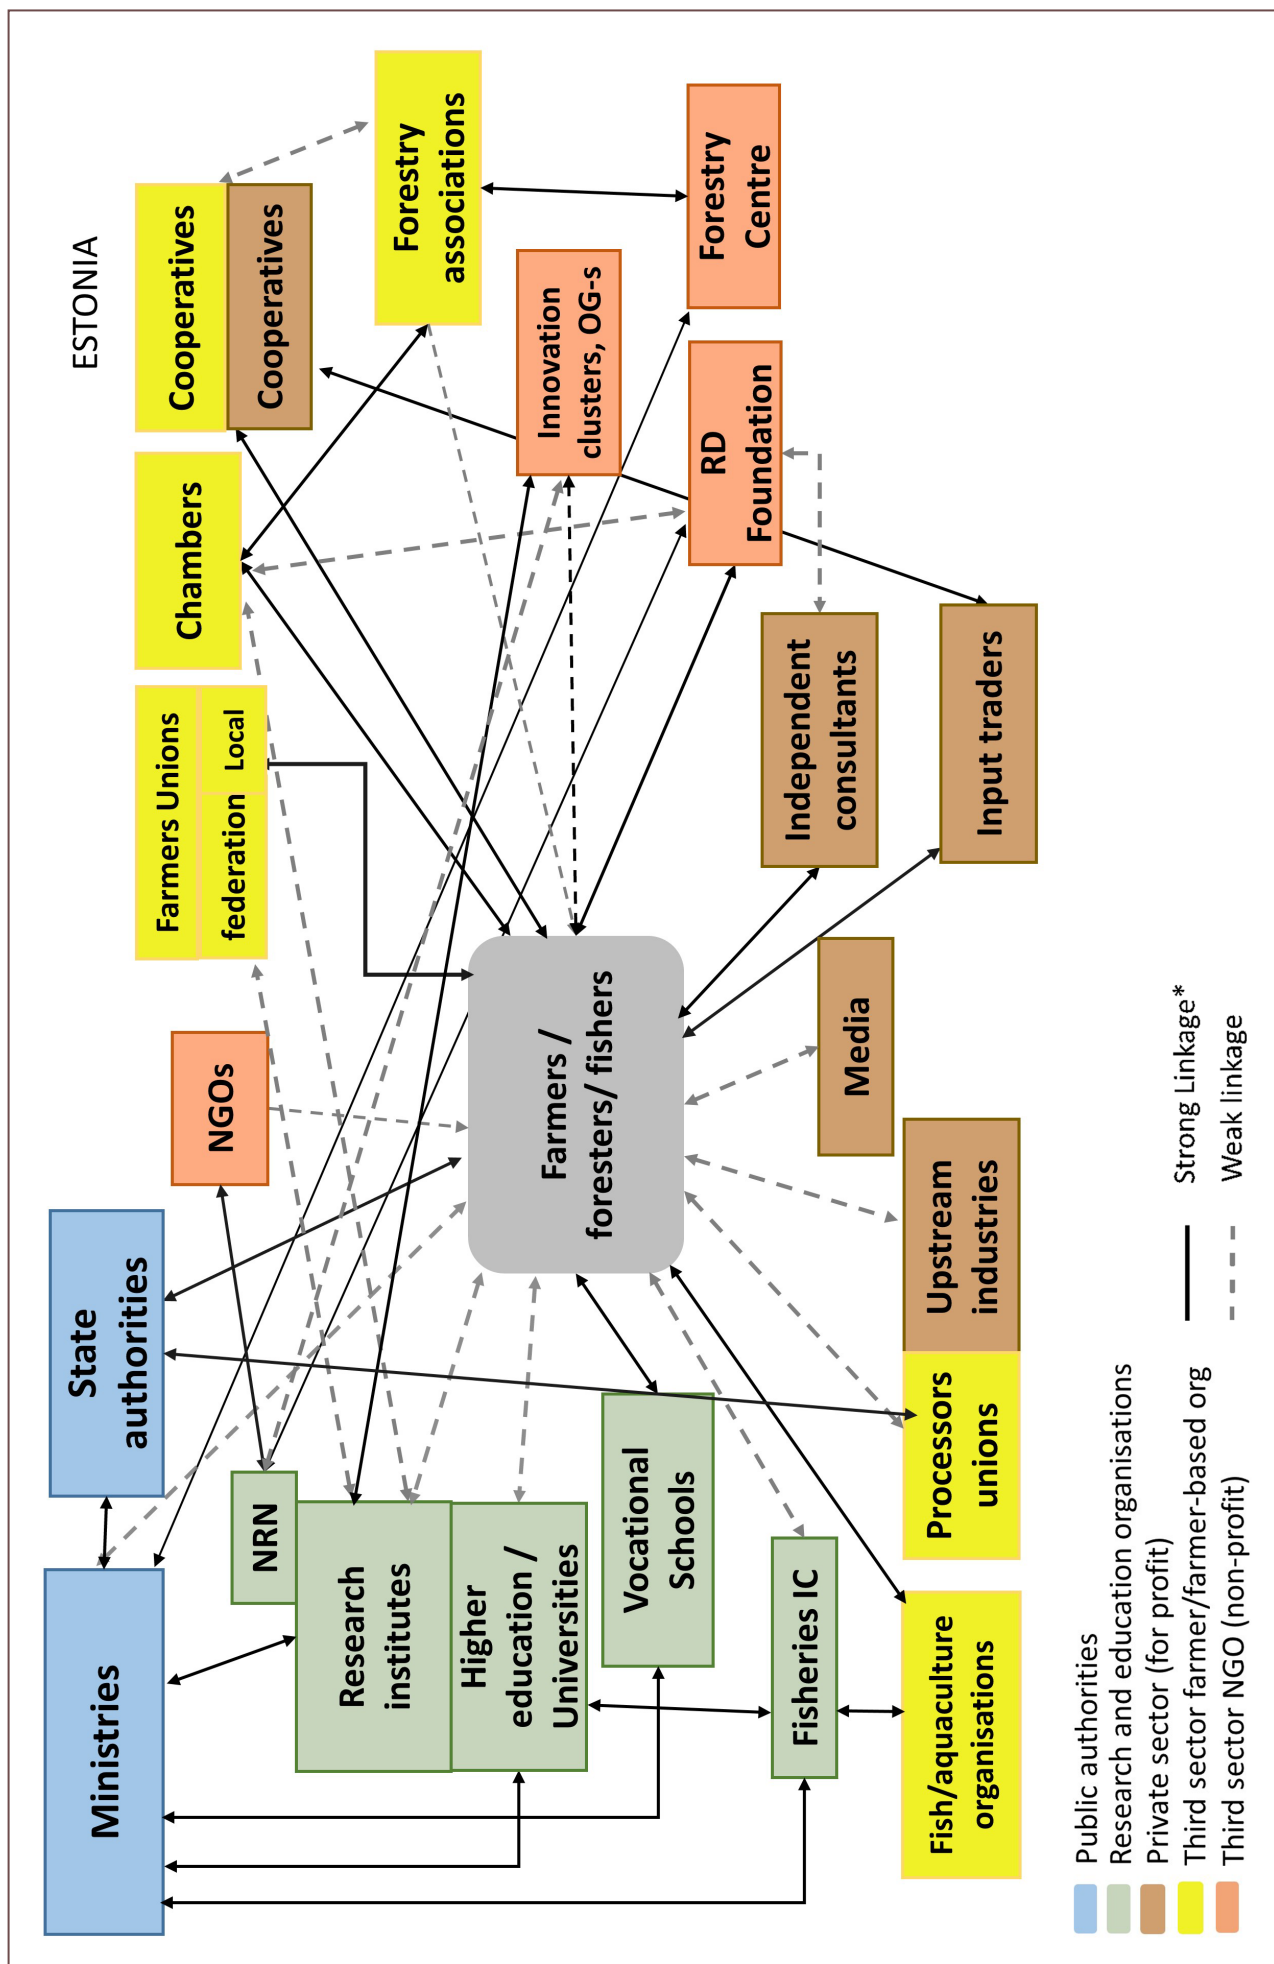 ESTONIA
Ministries
State
authorities
NGOs
Farmers Unions
federation
Local
Chambers
Cooperatives
Cooperatives
NRN
Research
institutes
Higher
education /
Universities
Vocational
Schools
Fisheries IC
Fish/aquaculture
organisations
Farmers /
foresters/ fishers
Forestry
associations
Innovation
clusters, OG-s
RD
Foundation
Forestry
Centre
Independent
consultants
Input traders
Media
Upstream
industries
Processors
unions
Public authorities
Research and education organisations
Private sector (for profit)
Third sector farmer/farmer-based org
Third sector NGO (non-profit)
Strong Linkage*
Weak linkage